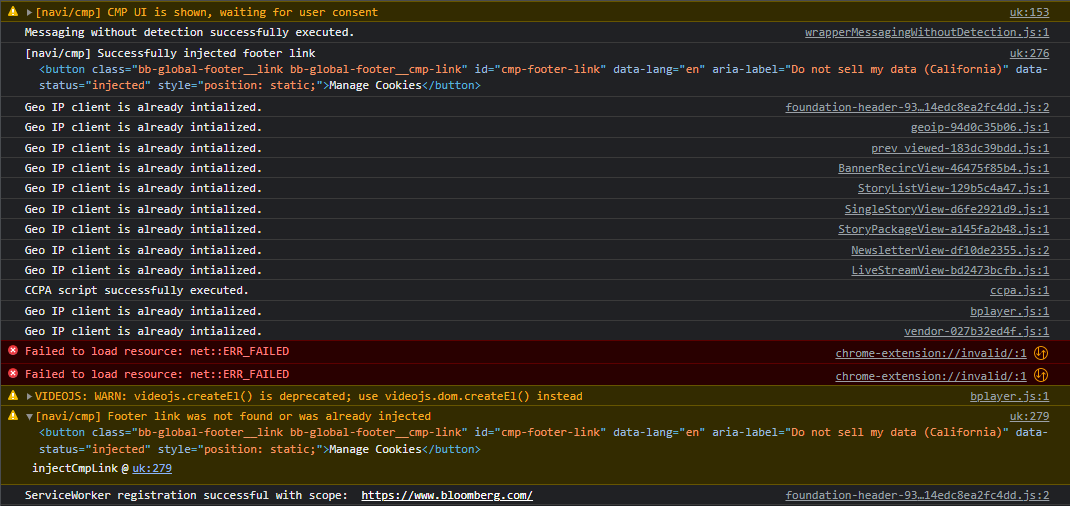 [navi/cmp] CMP UI is shown, waiting for user consent uk:153
Messaging without detection successfully executed. wrapperMessagingWithoutDetection.js:1
[navi/cmp] Successfully injected footer link uk:276
<button class="bb-global-footer__link bb-global-footer__cmp-link" id="cmp-footer-link" data-lang="en" aria-label="Do not sell my data (California)" data-
status="injected" style="position: static;">Manage Cookies</button>
Geo IP client is already intialized. foundation-header-93…14edc8ea2fc4dd.js:2
Geo IP client is already intialized. geoip-94d0c35b06.js:1
Geo IP client is already intialized. prev_viewed-183dc39bdd.js:1
Geo IP client is already intialized. BannerRecircView-46475f85b4.js:1
Geo IP client is already intialized. StoryListView-129b5c4a47.js:1
Geo IP client is already intialized. SingleStoryView-d6fe2921d9.js:1
Geo IP client is already intialized. StoryPackageView-a145fa2b48.js:1
Geo IP client is already intialized. NewsletterView-df10de2355.js:2
Geo IP client is already intialized. LiveStreamView-bd2473bcfb.js:1
CCPA script successfully executed. ccpa.js:1
Geo IP client is already intialized. bplayer.js:1
Geo IP client is already intialized. vendor-027b32ed4f.js:1
Failed to load resource: net::ERR_FAILED chrome-extension://invalid/:1
Failed to load resource: net::ERR_FAILED chrome-extension://invalid/:1
VIDEOJS: WARN: videojs.createEl() is deprecated; use videojs.dom.createEl() instead bplayer.js:1
[navi/cmp] Footer link was not found or was already injected uk:279
<button class="bb-global-footer__link bb-global-footer__cmp-link" id="cmp-footer-link" data-lang="en" aria-label="Do not sell my data (California)" data-
status="injected" style="position: static;">Manage Cookies</button>
injectCmpLink @ uk:279
ServiceWorker registration successful with scope: https://www.bloomberg.com/ foundation-header-93…14edc8ea2fc4dd.js:2